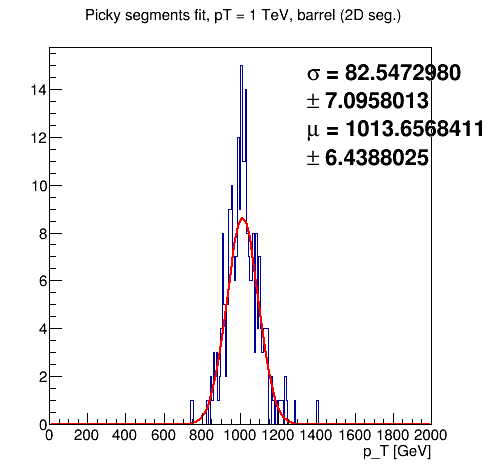 Picky segments fit, pT = 1 TeV, barrel (2D seg.)
σ = 82.5472980
± 7.0958013
μ = 1013.6568411
± 6.4388025
14
12
10
8
6
4
2
0
0 200 400 600 800 1000 1200 1400 1600 1800 2000
p_T [GeV]